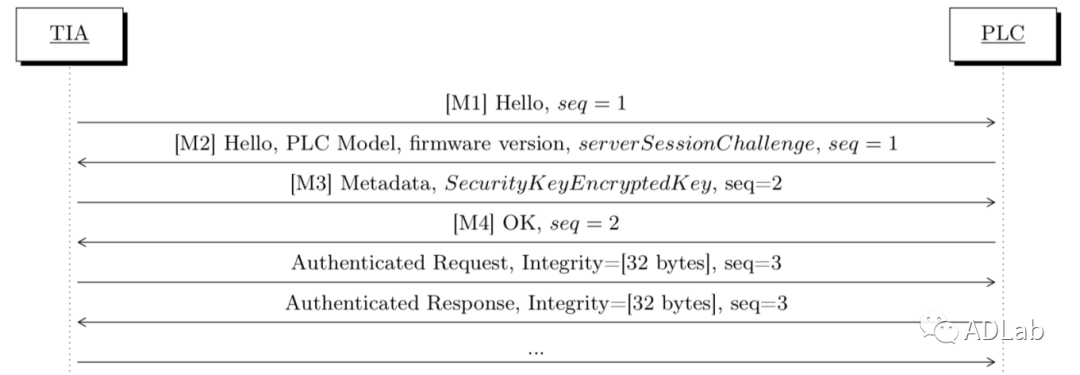 TIA PLC
[M1] Hello, seq = 1
[M2] Hello, PLC Model, firmware version, serverSessionChallenge, seq = 1
[M3] Metadata, SecurityKeyEncryptedKey, seq=2
[M4] OK, seq = 2
Authenticated Request, Integrity=[32 bytes], seq=3
Authenticated Response, Integrity=[32 bytes], seq=3
ADLab
...